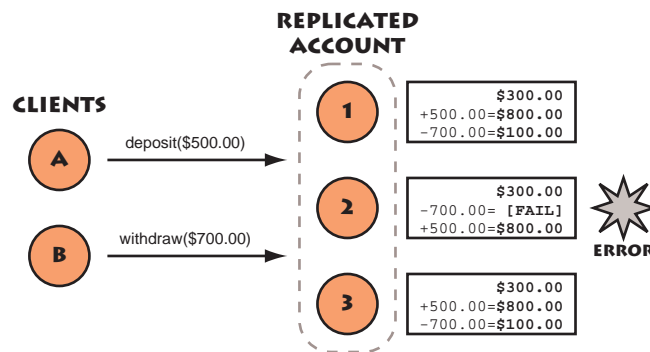 REPLICATED
ACCOUNT
CLIENTS
A
deposit($500.00)
B
withdraw($700.00)
1
$300.00
+500.00=$800.00
-700.00=$100.00
2
$300.00
-700.00= [FAIL]
+500.00=$800.00
ERROR
3
$300.00
+500.00=$800.00
-700.00=$100.00